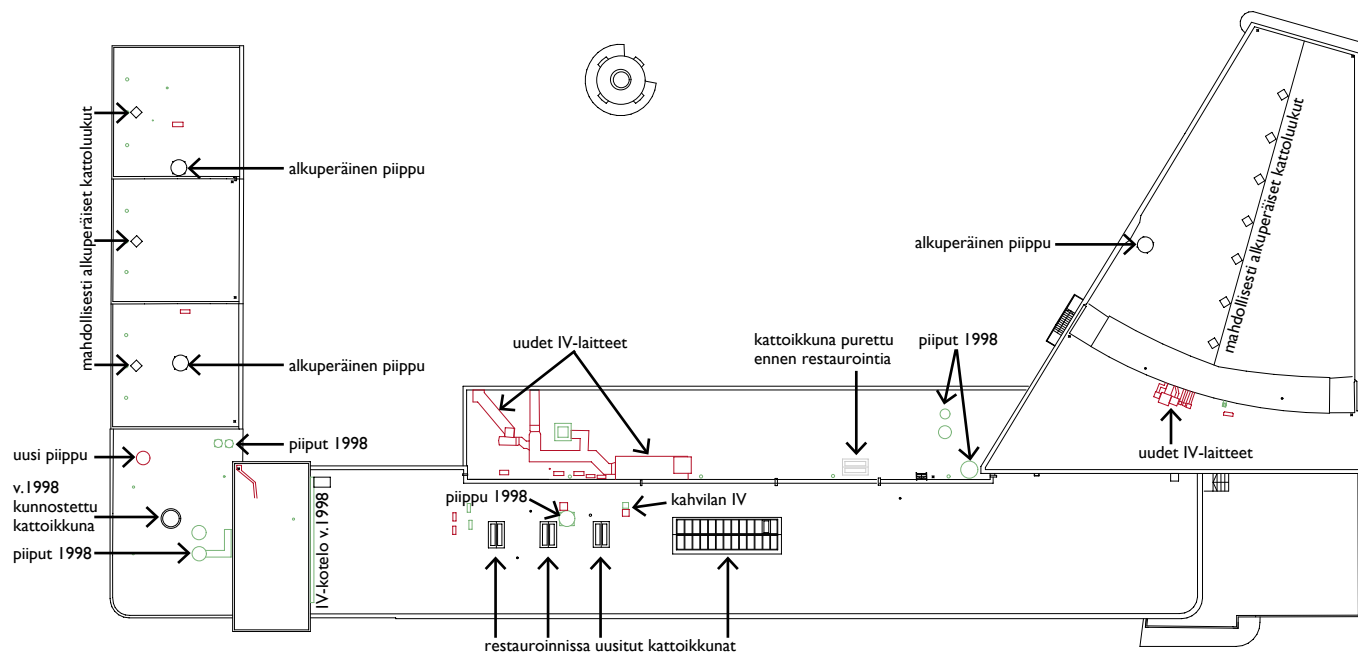 mahdollisesti alkuperäiset kattoluukut
alkuperäinen piippu
alkuperäinen piippu
piiput 1998
uusi piippu
v.1998
kunnostettu
kattoikkuna
piiput 1998
IV-kotelo v.1998
uudet IV-laitteet
kattoikkuna purettu
ennen restaurointia
piiput 1998
piippu 1998
kahvilan IV
restauroinnissa uusitut kattoikkunat
alkuperäinen piippu
mahdollisesti alkuperäiset kattoluukut
uudet IV-laitteet